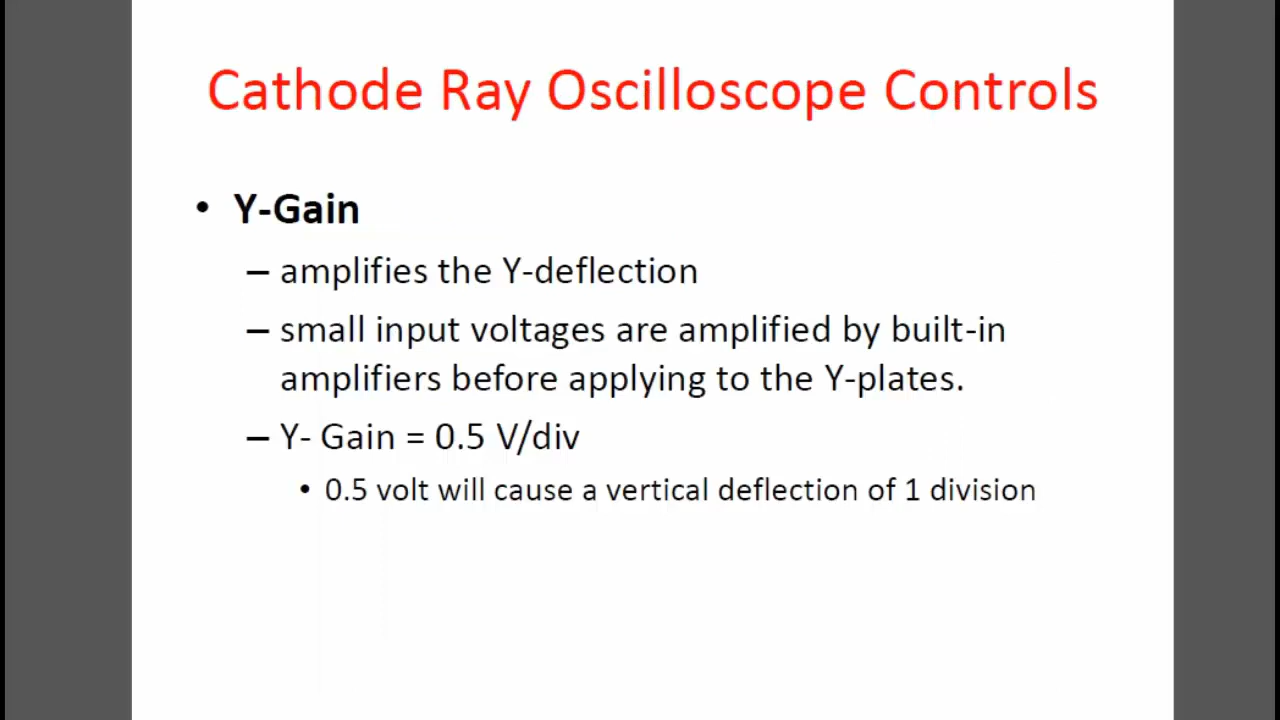 Cathode Ray Oscilloscope Controls
• Y-Gain
– amplifies the Y-deflection
– small input voltages are amplified by built-in
amplifiers before applying to the Y-plates.
– Y- Gain = 0.5 V/div
• 0.5 volt will cause a vertical deflection of 1 division